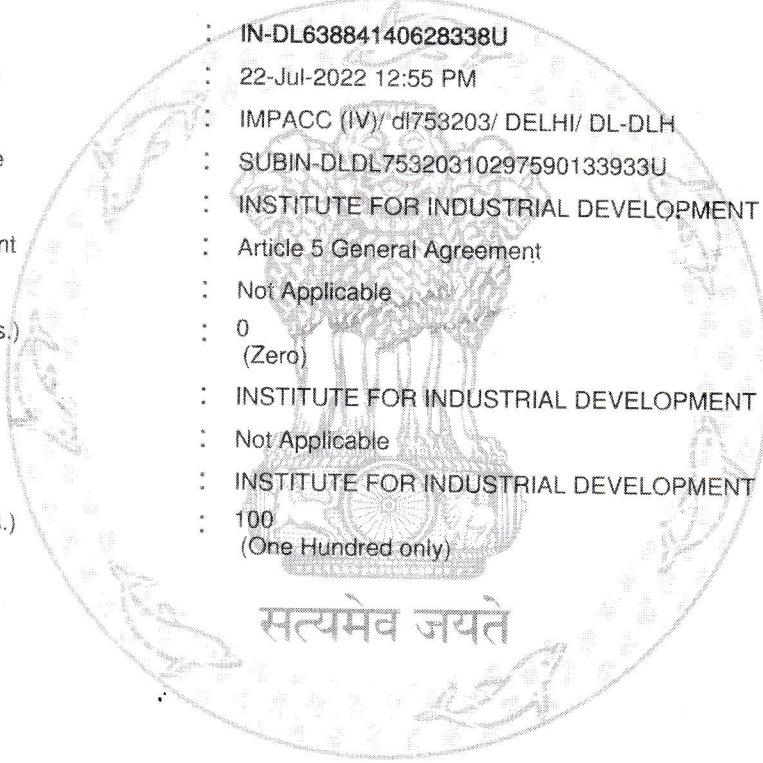 : IN-DL63884140628338U
: 22-Jul-2022 12:55 PM
: IMPACC (IV)/ dl753203/ DELHI/ DL-DLH
e : SUBIN-DLDL75320310297590133933U
: INSTITUTE FOR INDUSTRIAL DEVELOPMENT
nt : Article 5 General Agreement
: Not Applicable
s.) : 0
(Zero)
: INSTITUTE FOR INDUSTRIAL DEVELOPMENT
: Not Applicable
: INSTITUTE FOR INDUSTRIAL DEVELOPMENT
.) : 100
(One Hundred only)
सत्यमेव जयते